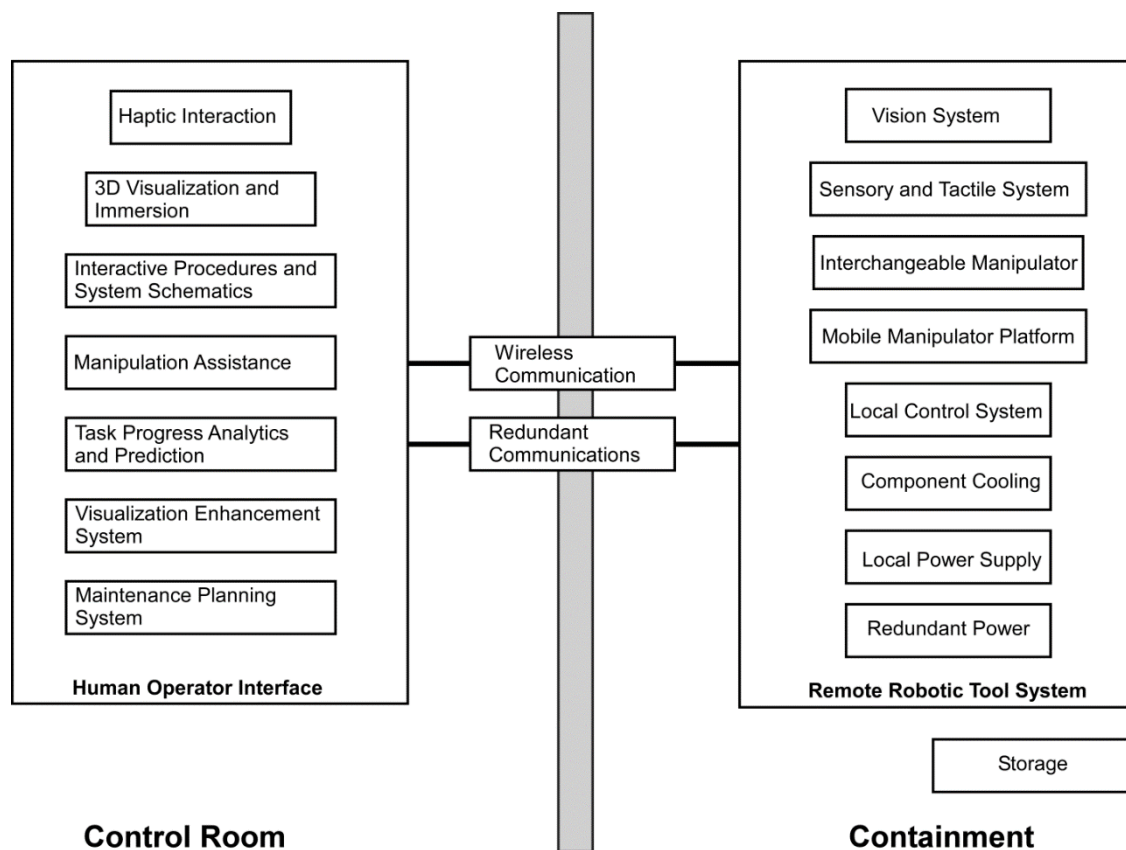 Haptic Interaction
3D Visualization and
Immersion
Interactive Procedures and
System Schematics
Manipulation Assistance
Task Progress Analytics
and Prediction
Visualization Enhancement
System
Maintenance Planning
System
Human Operator Interface
Control Room
Wireless
Communication
Redundant
Communications
Vision System
Sensory and Tactile System
Interchangeable Manipulator
Mobile Manipulator Platform
Local Control System
Component Cooling
Local Power Supply
Redundant Power
Remote Robotic Tool System
Storage
Containment